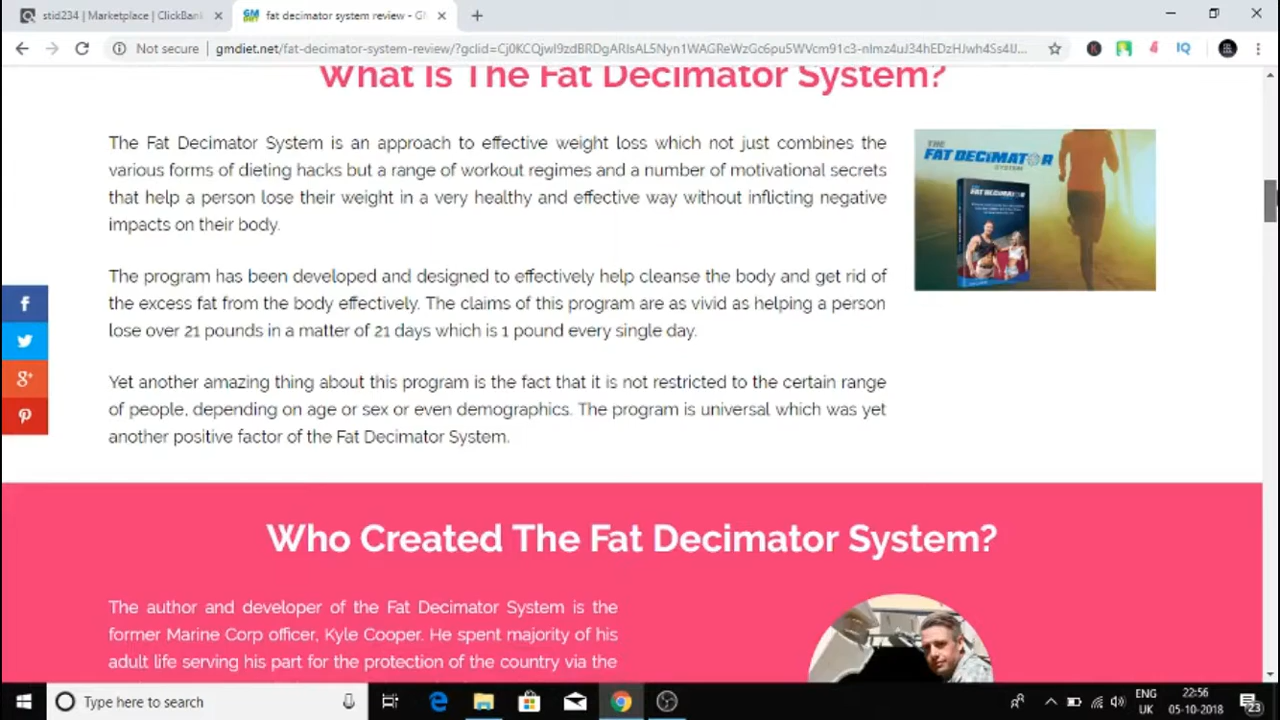 stid234 | Marketplace | ClickBank
fat decimator system review - GM
Not secure
gmdiet.net/fat-decimator-system-review/?gclid=Cj0KCQjwl9zdBRDgARIsAL5Nyn1WAGReWzGc6pu5WVcm91c3-nImz4uJ34hEDzHJwh4Ss4IJ...
IQ
What Is The Fat Decimator System?
The Fat Decimator System is an approach to effective weight loss which not just combines the
various forms of dieting hacks but a range of workout regimes and a number of motivational secrets
that help a person lose their weight in a very healthy and effective way without inflicting negative
impacts on their body.
THE
FAT DECIMATOR
SYSTEM
The program has been developed and designed to effectively help cleanse the body and get rid of
the excess fat from the body effectively. The claims of this program are as vivid as helping a person
lose over 21 pounds in a matter of 21 days which is 1 pound every single day.
Yet another amazing thing about this program is the fact that it is not restricted to the certain range
of people, depending on age or sex or even demographics. The program is universal which was yet
another positive factor of the Fat Decimator System.
Who Created The Fat Decimator System?
The author and developer of the Fat Decimator System is the
former Marine Corp officer, Kyle Cooper. He spent majority of his
adult life serving his part for the protection of the country via the
Type here to search
ENG
UK
22:56
05-10-2018
23